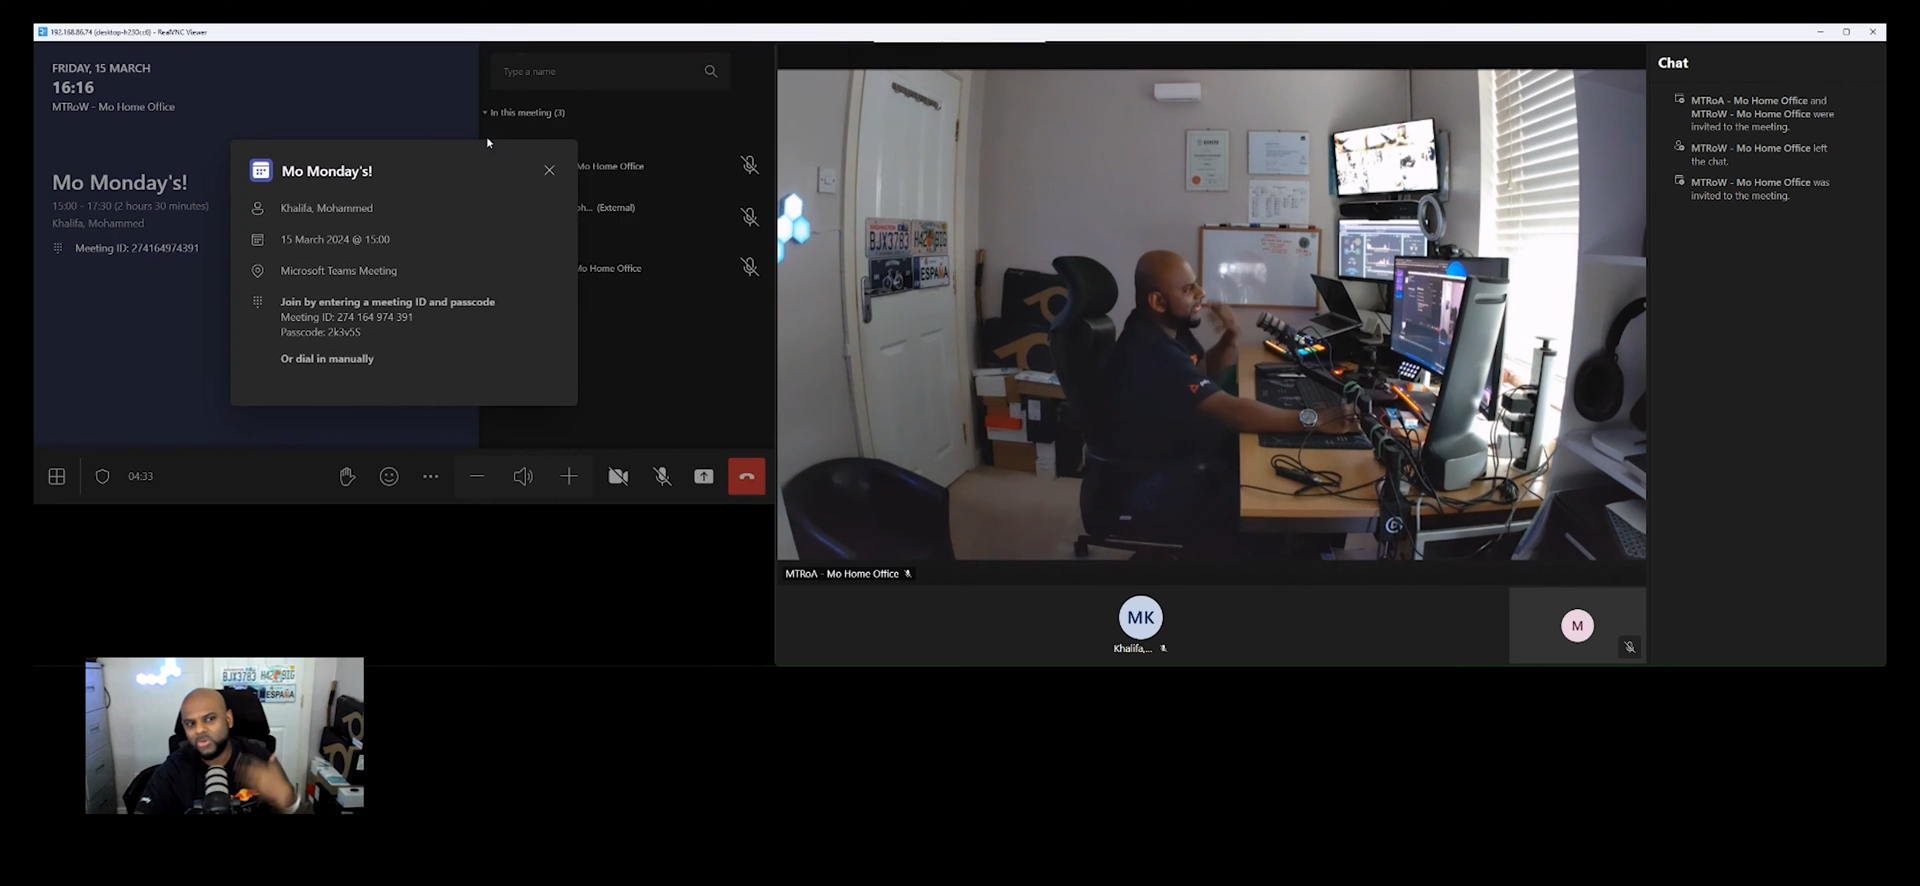 192.168.86.74 (desktop-h230cc6) - RealVNC Viewer
FRIDAY, 15 MARCH
16:16
MTRoW - Mo Home Office
Mo Monday's!
15:00 - 17:30 (2 hours 30 minutes)
Khalifa, Mohammed
Meeting ID: 274164974391
Mo Monday's!
Khalifa, Mohammed
15 March 2024 @ 15:00
Microsoft Teams Meeting
Join by entering a meeting ID and passcode
Meeting ID: 274 164 974 391
Passcode: 2k3v5S
Or dial in manually
Type a name
In this meeting (3)
Mo Home Office
oh... (External)
Mo Home Office
04:33
BJX3783
ESPAÑA
MTRoA - Mo Home Office
MK
Khalifa,...
M
Chat
MTRoA - Mo Home Office and
MTRoW - Mo Home Office were
invited to the meeting.
MTRoW - Mo Home Office left
the chat.
MTRoW - Mo Home Office was
invited to the meeting.
BJX3783
ESPAÑA